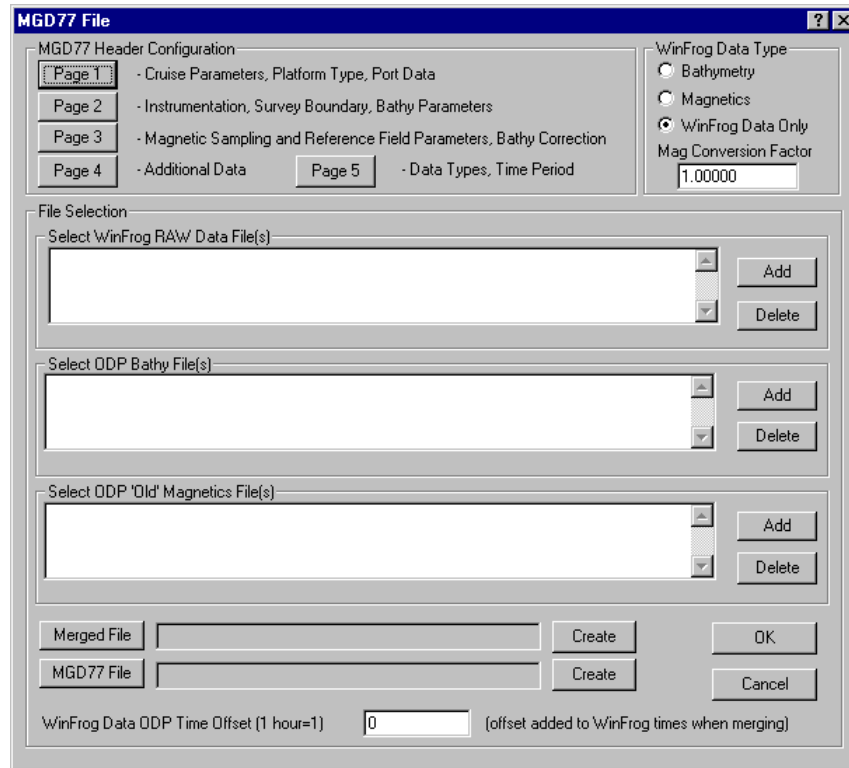 MGD77 File
MGD77 Header Configuration
Page 1 - Cruise Parameters, Platform Type, Port Data
Page 2 - Instrumentation, Survey Boundary, Bathy Parameters
Page 3 - Magnetic Sampling and Reference Field Parameters, Bathy Correction
Page 4 - Additional Data Page 5 - Data Types, Time Period
WinFrog Data Type
Bathymetry
Magnetics
WinFrog Data Only
Mag Conversion Factor
1.00000
File Selection
Select WinFrog RAW Data File(s)
Add
Delete
Select ODP Bathy File(s)
Add
Delete
Select ODP 'Old' Magnetics File(s)
Add
Delete
Merged File Create OK
MGD77 File Create Cancel
WinFrog Data ODP Time Offset (1 hour=1) 0 (offset added to WinFrog times when merging)